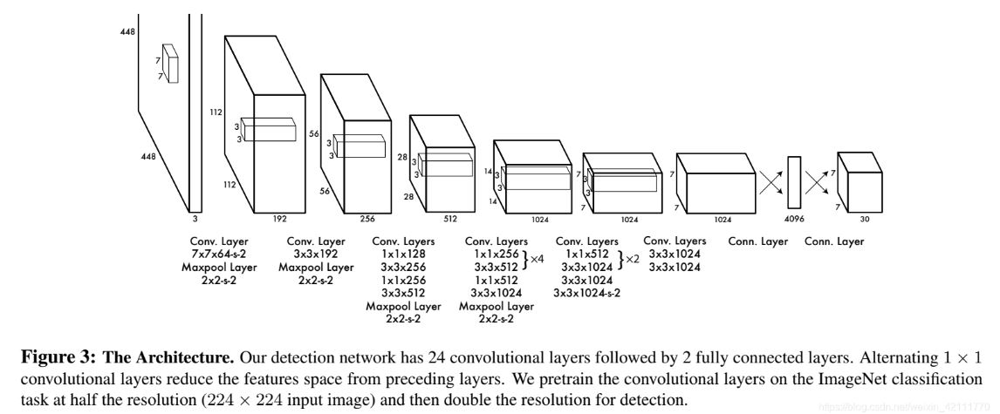 448
7
7
448
3
112
3
3
112
192
56
3
3
56
256
28
3
3
28
512
14
3
3
14
1024
7
3
3
7
1024
7
7
1024
4096
7
7
30
Conv. Layer
7x7x64-s-2
Maxpool Layer
2x2-s-2
Conv. Layer
3x3x192
Maxpool Layer
2x2-s-2
Conv. Layers
1x1x128
3x3x256
1x1x256
3x3x512
Maxpool Layer
2x2-s-2
Conv. Layers
1x1x256
3x3x512
}×4
1x1x512
3x3x1024
Maxpool Layer
2x2-s-2
Conv. Layers
1x1x512
3x3x1024
}×2
3x3x1024
3x3x1024-s-2
Conv. Layers
3x3x1024
3x3x1024
Conn. Layer
Conn. Layer
Figure 3: The Architecture. Our detection network has 24 convolutional layers followed by 2 fully connected layers. Alternating 1 × 1
convolutional layers reduce the features space from preceding layers. We pretrain the convolutional layers on the ImageNet classification
task at half the resolution (224 × 224 input image) and then double the resolution for detection.
https://blog.csdn.net/weixin_42111770